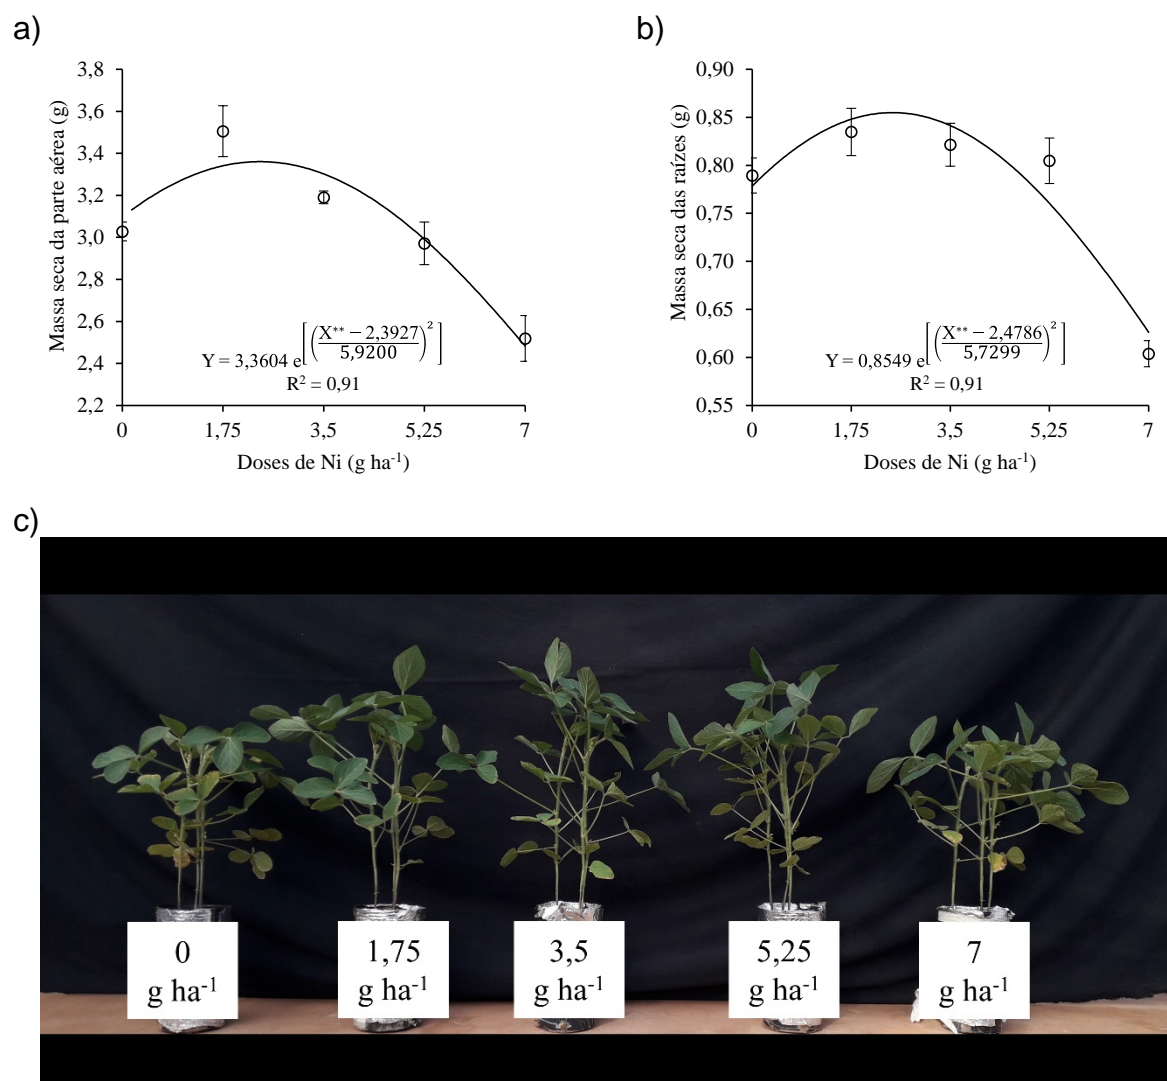 a)
Massa seca da parte aérea (g)
3,8
3,6
3,4
3,2
3,0
2,8
2,6
2,4
2,2
Y = 3,3604 e[((X** − 2,3927)/5,9200)²]
R² = 0,91
0 1,75 3,5 5,25 7
Doses de Ni (g ha⁻¹)
b)
Massa seca das raízes (g)
0,90
0,85
0,80
0,75
0,70
0,65
0,60
0,55
Y = 0,8549 e[((X** − 2,4786)/5,7299)²]
R² = 0,91
0 1,75 3,5 5,25 7
Doses de Ni (g ha⁻¹)
c)
0
g ha⁻¹
1,75
g ha⁻¹
3,5
g ha⁻¹
5,25
g ha⁻¹
7
g ha⁻¹